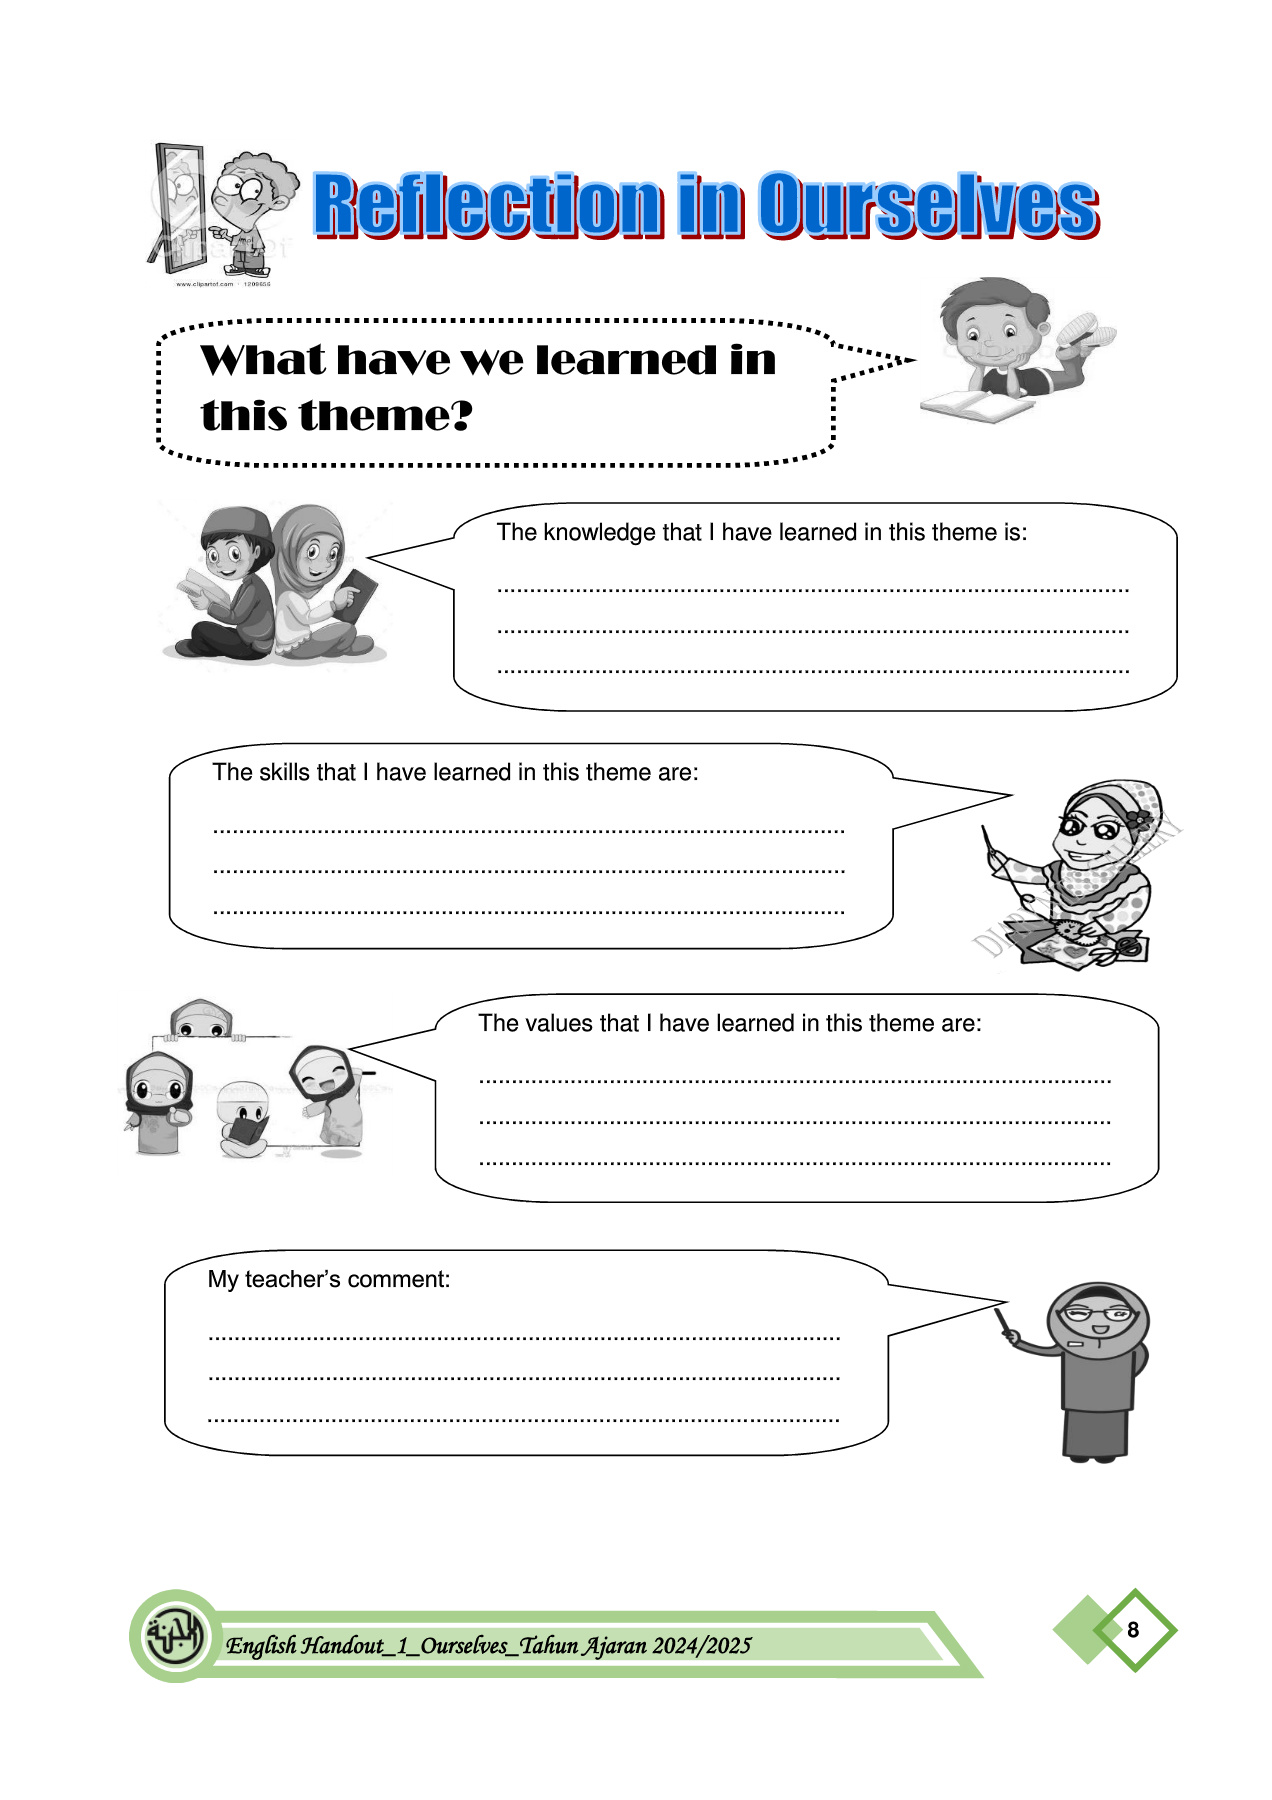 Reflection in Ourselves
www.clipartof.com · 1209656
What have we learned in
this theme?
The knowledge that I have learned in this theme is:
The skills that I have learned in this theme are:
The values that I have learned in this theme are:
My teacher's comment:
English Handout_1_Ourselves_Tahun Ajaran 2024/2025
8